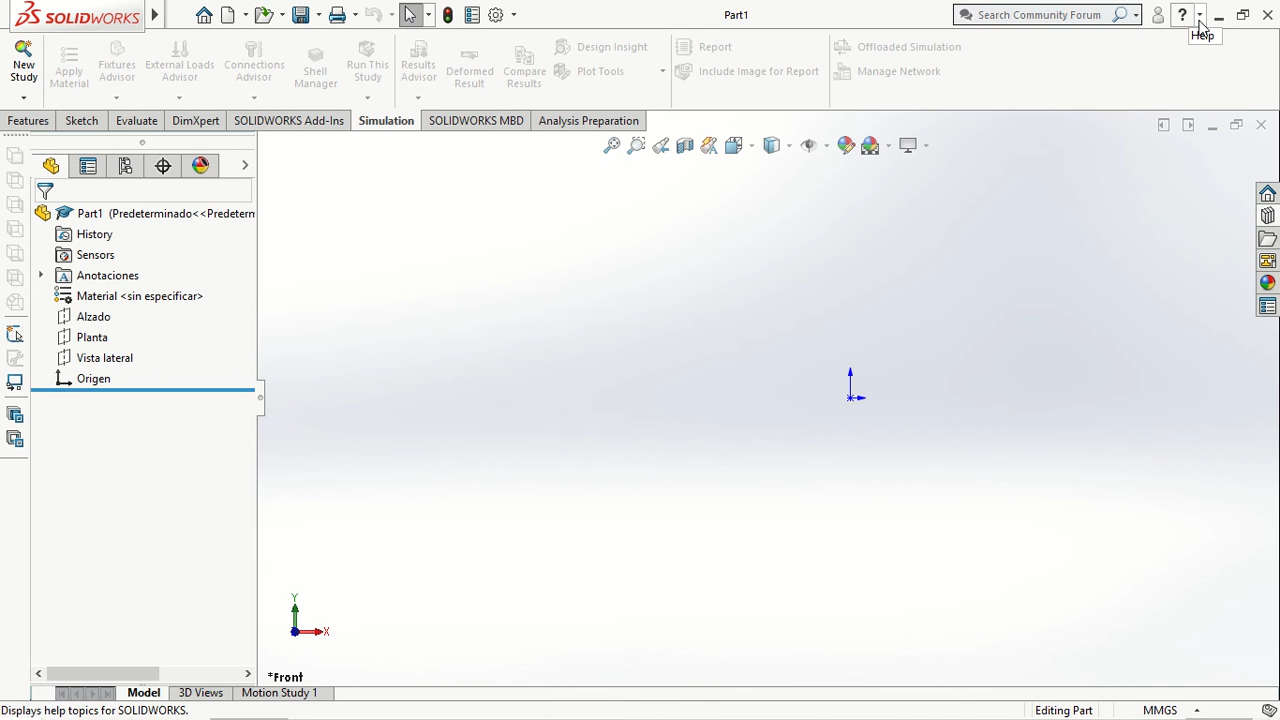 SOLIDWORKS
Part1
Search Community Forum
?
Help
New Study
Apply Material
Fixtures Advisor
External Loads Advisor
Connections Advisor
Shell Manager
Run This Study
Results Advisor
Deformed Result
Compare Results
Design Insight
Plot Tools
Report
Include Image for Report
Offloaded Simulation
Manage Network
Features Sketch Evaluate DimXpert SOLIDWORKS Add-Ins Simulation SOLIDWORKS MBD Analysis Preparation
Part1 (Predeterminado<<Predetern
History
Sensors
A Anotaciones
Material <sin especificar>
Alzado
Planta
Vista lateral
Origen
Y
X
*Front
Model 3D Views Motion Study 1
Displays help topics for SOLIDWORKS.
Editing Part
MMGS